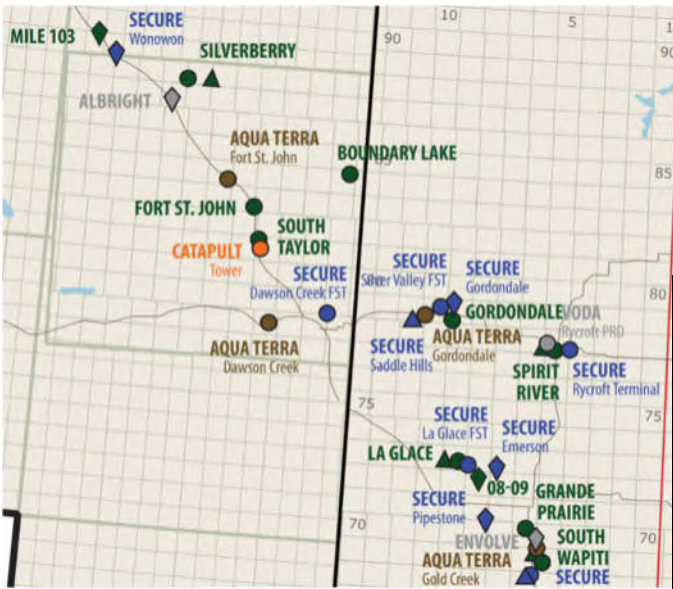 10
5
1
SECURE
Wonowon
MILE 103
90
90
SILVERBERRY
ALBRIGHT
AQUA TERRA
Fort St. John
BOUNDARY LAKE
85
85
FORT ST. JOHN
SOUTH
TAYLOR
CATAPULT
Tower
SECURE
Dawson Creek FST
SECURE
Silver Valley FST
SECURE
Gordondale
80
GORDONDALE
VODA
Rycroft PRD
AQUA TERRA
Dawson Creek
SECURE
Saddle Hills
AQUA TERRA
Gordondale
SPIRIT
RIVER
SECURE
Rycroft Terminal
75
75
SECURE
La Glace FST
SECURE
Emerson
LA GLACE
08-09
GRANDE
PRAIRIE
SECURE
Pipestone
70
70
ENVOLVE
SOUTH
WAPITI
AQUA TERRA
Gold Creek
SECURE